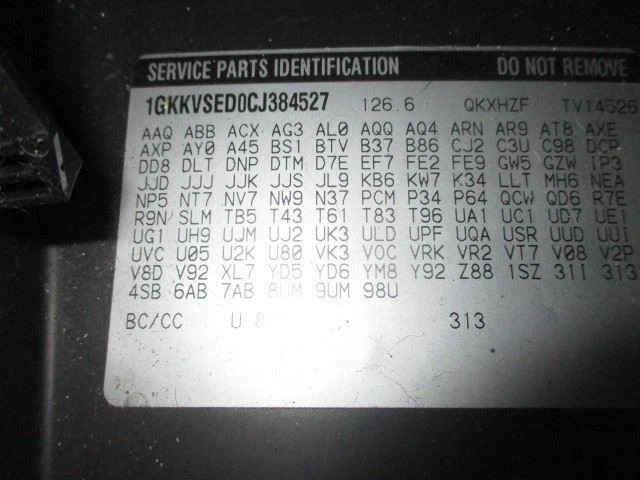 SERVICE PARTS IDENTIFICATION DO NOT REMOVE
1GKKVSED0CJ384527 126.6 QKXHZF TV14526
AAQ ABB ACX AG3 AL0 AQQ AQ4 ARN AR9 AT8 AXE
AXP AY0 A45 BS1 BTV B37 B86 CJ2 C3U C98 DCP
DD8 DLT DNP DTM D7E EF7 FE2 FE9 GW5 GZW IP3
JJD JJJ JJK JJS JL9 KB6 KW7 K34 LLT MH6 NEA
NP5 NT7 NV7 NW9 N37 PCM P34 P64 QCW QD6 R7E
R9N SLM TB5 T43 T61 T83 T96 UA1 UC1 UD7 UE1
UG1 UH9 UJM UJ2 UK3 ULD UPF UQA USR UUD UUI
UVC U05 U2K U80 VK3 VOC VRK VR2 VT7 V08 V2P
V8D V92 XL7 YD5 YD6 YM8 Y92 Z88 1SZ 31I 313
4SB 6AB 7AB 8UM 9UM 98U
BC/CC U 8 313